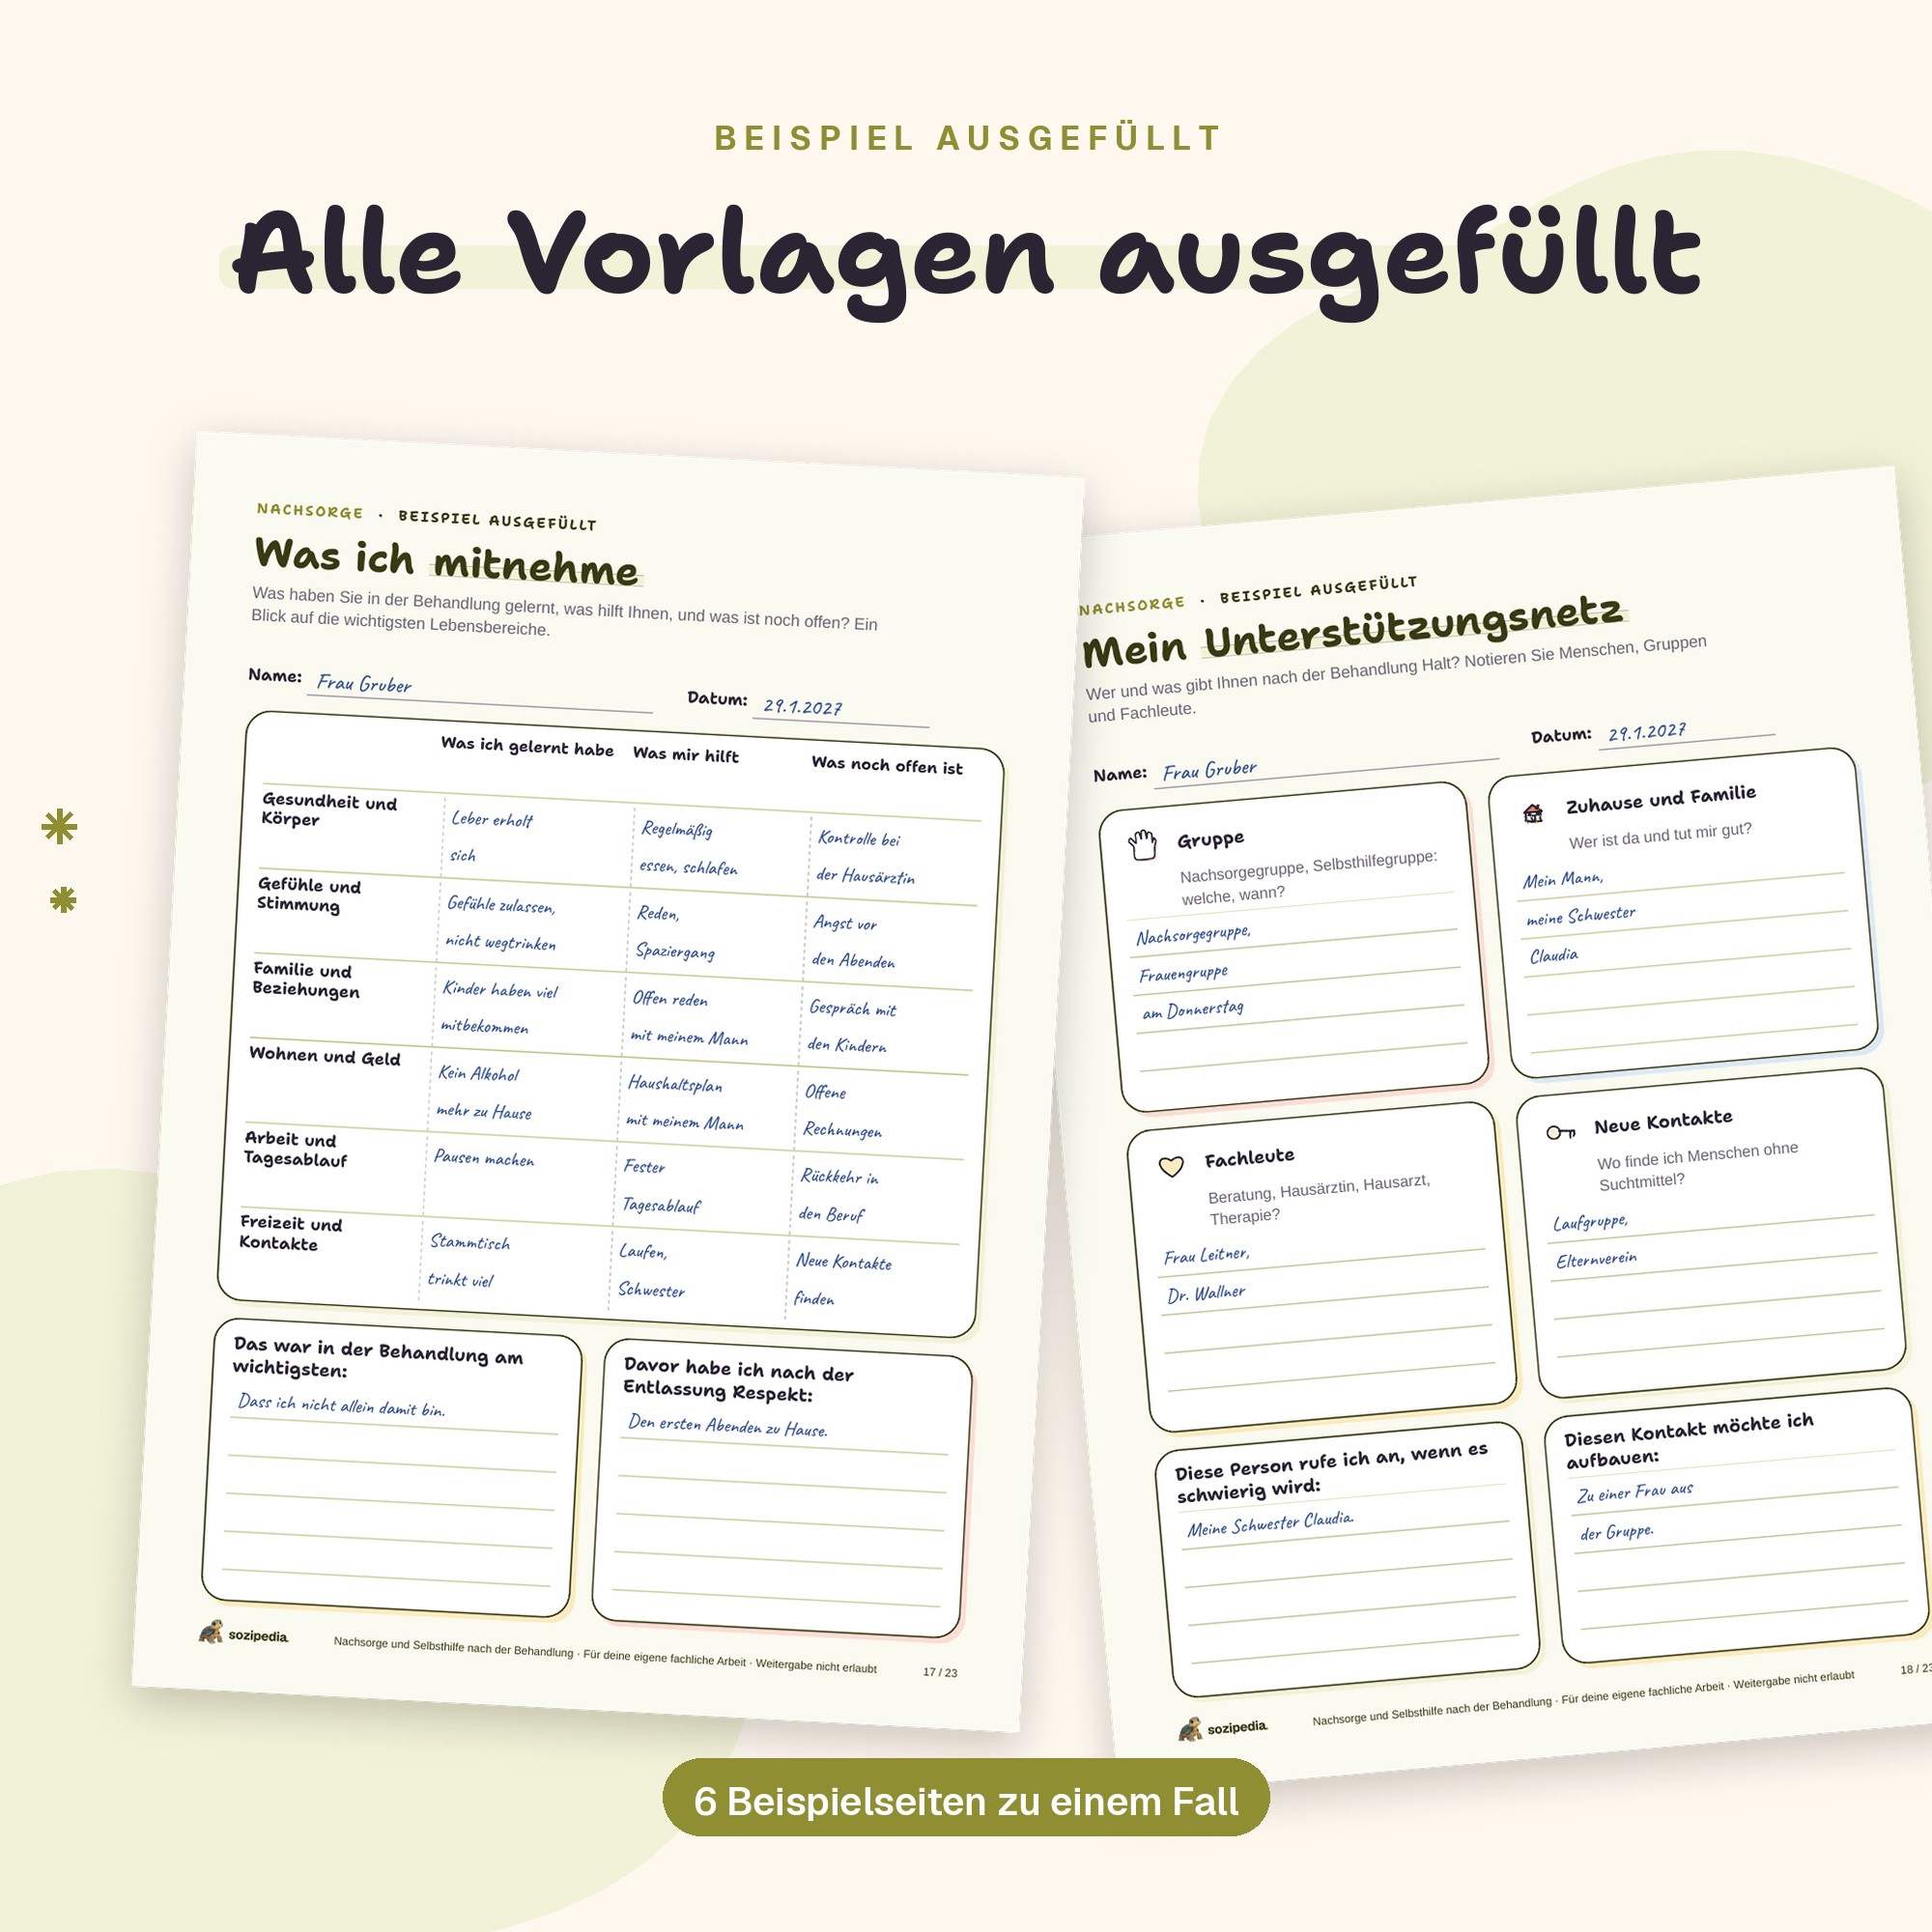 BEISPIEL AUSGEFÜLLT
Alle Vorlagen ausgefüllt
NACHSORGE · BEISPIEL AUSGEFÜLLT
Was ich mitnehme
Was haben Sie in der Behandlung gelernt, was hilft Ihnen, und was ist noch offen? Ein
Blick auf die wichtigsten Lebensbereiche.
Name: Frau Gruber Datum: 29.1.2027
Was ich gelernt habe Was mir hilft Was noch offen ist
Gesundheit und
Körper
Leber erholt
sich
Regelmäßig
essen, schlafen
Kontrolle bei
der Hausärztin
Gefühle und
Stimmung
Gefühle zulassen,
nicht wegtrinken
Reden,
Spaziergang
Angst vor
den Abenden
Familie und
Beziehungen
Kinder haben viel
mitbekommen
Offen reden
mit meinem Mann
Gespräch mit
den Kindern
Wohnen und Geld
Kein Alkohol
mehr zu Hause
Haushaltsplan
mit meinem Mann
Offene
Rechnungen
Arbeit und
Tagesablauf
Pausen machen
Fester
Tagesablauf
Rückkehr in
den Beruf
Freizeit und
Kontakte
Stammtisch
trinkt viel
Laufen,
Schwester
Neue Kontakte
finden
Das war in der Behandlung am
wichtigsten:
Dass ich nicht allein damit bin.
Davor habe ich nach der
Entlassung Respekt:
Den ersten Abenden zu Hause.
sozipedia Nachsorge und Selbsthilfe nach der Behandlung · Für deine eigene fachliche Arbeit · Weitergabe nicht erlaubt 17 / 23
NACHSORGE · BEISPIEL AUSGEFÜLLT
Mein Unterstützungsnetz
Wer und was gibt Ihnen nach der Behandlung Halt? Notieren Sie Menschen, Gruppen
und Fachleute.
Name: Frau Gruber Datum: 29.1.2027
Gruppe
Nachsorgegruppe, Selbsthilfegruppe:
welche, wann?
Nachsorgegruppe,
Frauengruppe
am Donnerstag
Zuhause und Familie
Wer ist da und tut mir gut?
Mein Mann,
meine Schwester
Claudia
Fachleute
Beratung, Hausärztin, Hausarzt,
Therapie?
Frau Leitner,
Dr. Wallner
Neue Kontakte
Wo finde ich Menschen ohne
Suchtmittel?
Laufgruppe,
Elternverein
Diese Person rufe ich an, wenn es
schwierig wird:
Meine Schwester Claudia.
Diesen Kontakt möchte ich
aufbauen:
Zu einer Frau aus
der Gruppe.
sozipedia Nachsorge und Selbsthilfe nach der Behandlung · Für deine eigene fachliche Arbeit · Weitergabe nicht erlaubt 18 / 23
6 Beispielseiten zu einem Fall